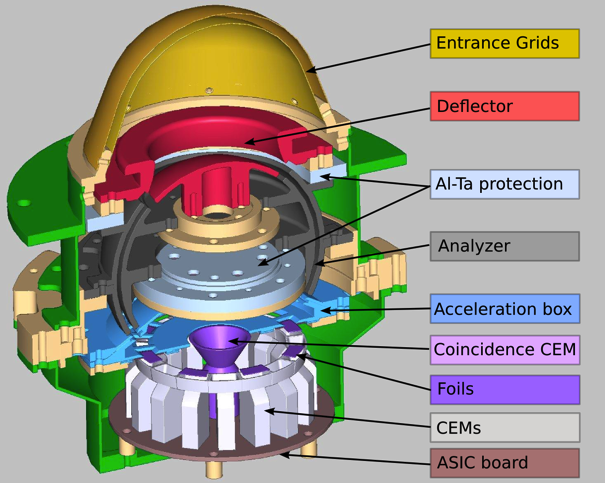 Entrance Grids
Deflector
Al-Ta protection
Analyzer
Acceleration box
Coincidence CEM
Foils
CEMs
ASIC board